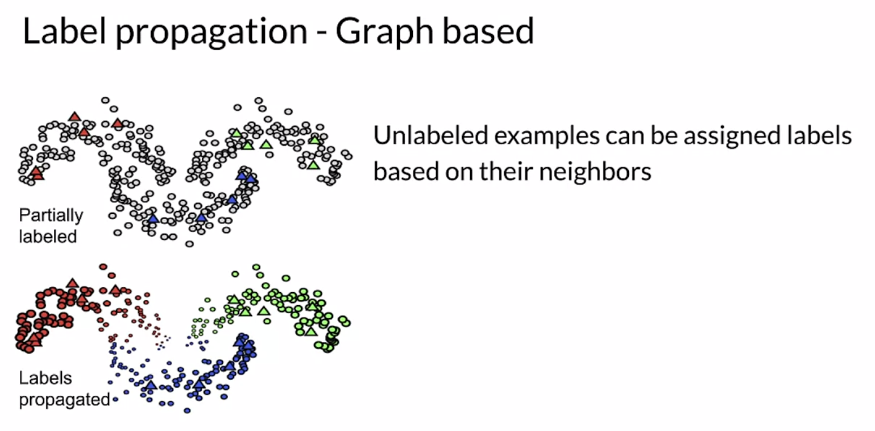 Label propagation - Graph based
Unlabeled examples can be assigned labels
based on their neighbors
Partially
labeled
Labels
propagated